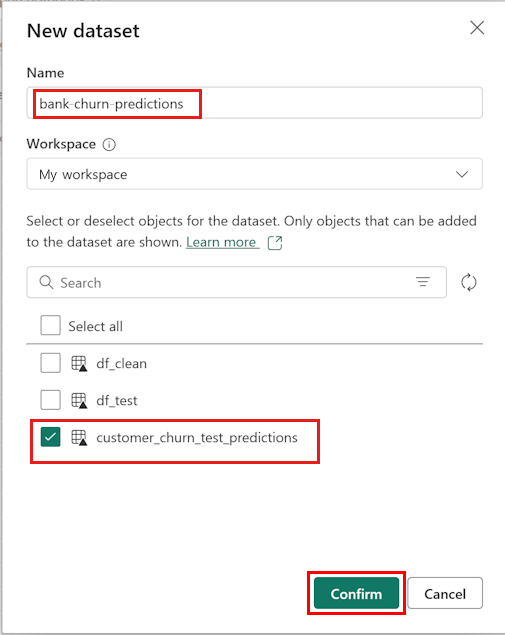 New dataset
Name
bank-churn-predictions
Workspace
My workspace
Select or deselect objects for the dataset. Only objects that can be added
to the dataset are shown. Learn more
Search
Select all
df_clean
df_test
customer_churn_test_predictions
Confirm
Cancel